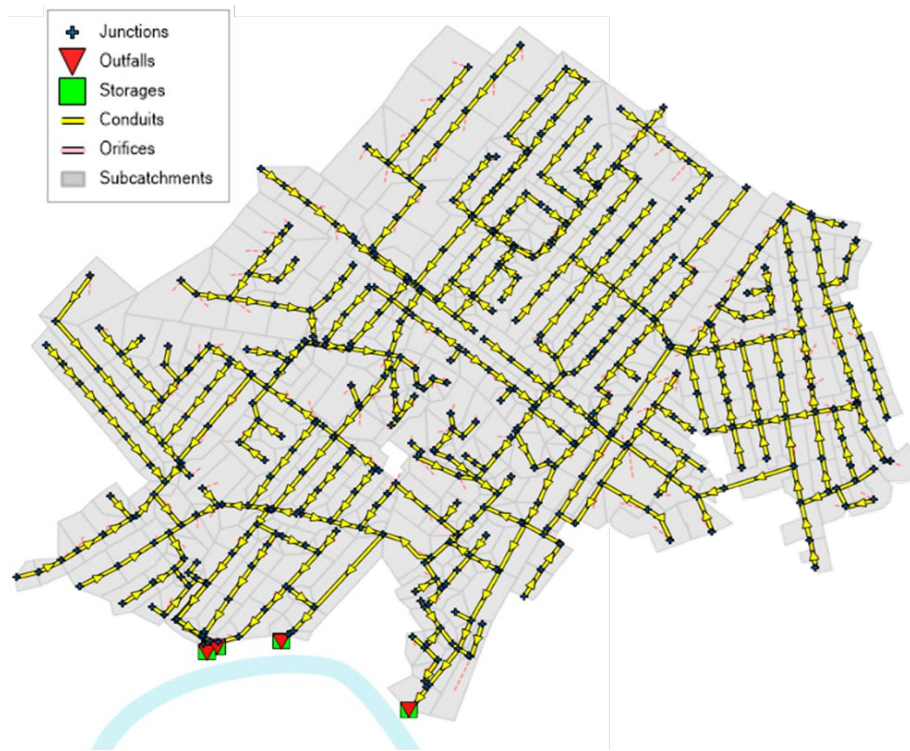 Junctions
Outfalls
Storages
Conduits
Orifices
Subcatchments